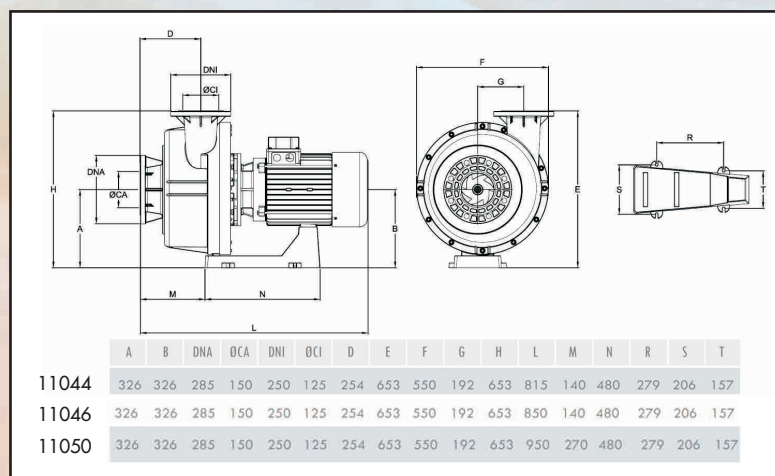 D
DNI
ØCI
H
DNA
ØCA
A
B
M
N
L
F
G
E
R
S
T
A B DNA ØCA DNI ØCI D E F G H L M N R S T
11044 326 326 285 150 250 125 254 653 550 192 653 815 140 480 279 206 157
11046 326 326 285 150 250 125 254 653 550 192 653 850 140 480 279 206 157
11050 326 326 285 150 250 125 254 653 550 192 653 950 270 480 279 206 157